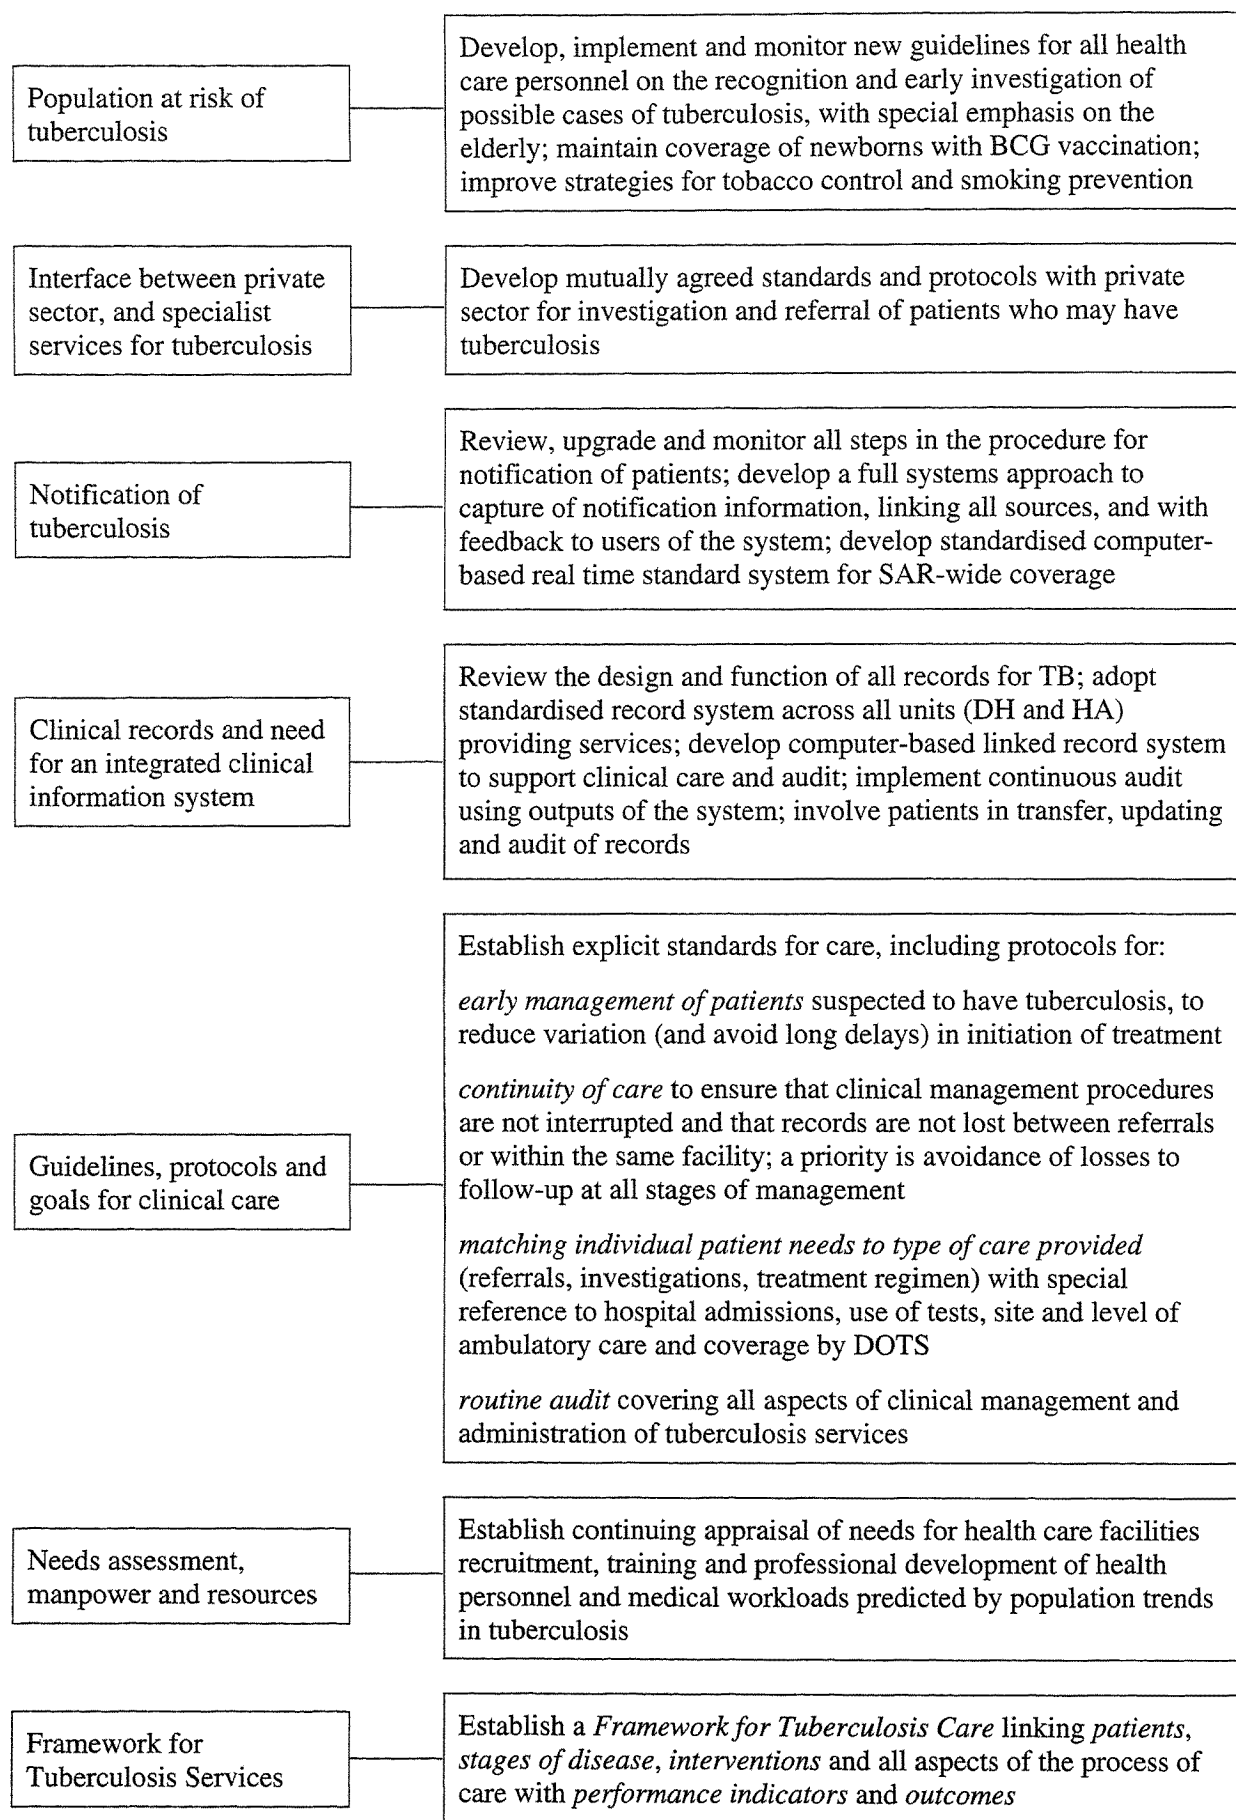 Population at risk of
tuberculosis
Develop, implement and monitor new guidelines for all health
care personnel on the recognition and early investigation of
possible cases of tuberculosis, with special emphasis on the
elderly; maintain coverage of newborns with BCG vaccination;
improve strategies for tobacco control and smoking prevention
Interface between private
sector, and specialist
services for tuberculosis
Develop mutually agreed standards and protocols with private
sector for investigation and referral of patients who may have
tuberculosis
Notification of
tuberculosis
Review, upgrade and monitor all steps in the procedure for
notification of patients; develop a full systems approach to
capture of notification information, linking all sources, and with
feedback to users of the system; develop standardised computer-
based real time standard system for SAR-wide coverage
Clinical records and need
for an integrated clinical
information system
Review the design and function of all records for TB; adopt
standardised record system across all units (DH and HA)
providing services; develop computer-based linked record system
to support clinical care and audit; implement continuous audit
using outputs of the system; involve patients in transfer, updating
and audit of records
Guidelines, protocols and
goals for clinical care
Establish explicit standards for care, including protocols for:
early management of patients suspected to have tuberculosis, to
reduce variation (and avoid long delays) in initiation of treatment
continuity of care to ensure that clinical management procedures
are not interrupted and that records are not lost between referrals
or within the same facility; a priority is avoidance of losses to
follow-up at all stages of management
matching individual patient needs to type of care provided
(referrals, investigations, treatment regimen) with special
reference to hospital admissions, use of tests, site and level of
ambulatory care and coverage by DOTS
routine audit covering all aspects of clinical management and
administration of tuberculosis services
Needs assessment,
manpower and resources
Establish continuing appraisal of needs for health care facilities
recruitment, training and professional development of health
personnel and medical workloads predicted by population trends
in tuberculosis
Framework for
Tuberculosis Services
Establish a Framework for Tuberculosis Care linking patients,
stages of disease, interventions and all aspects of the process of
care with performance indicators and outcomes